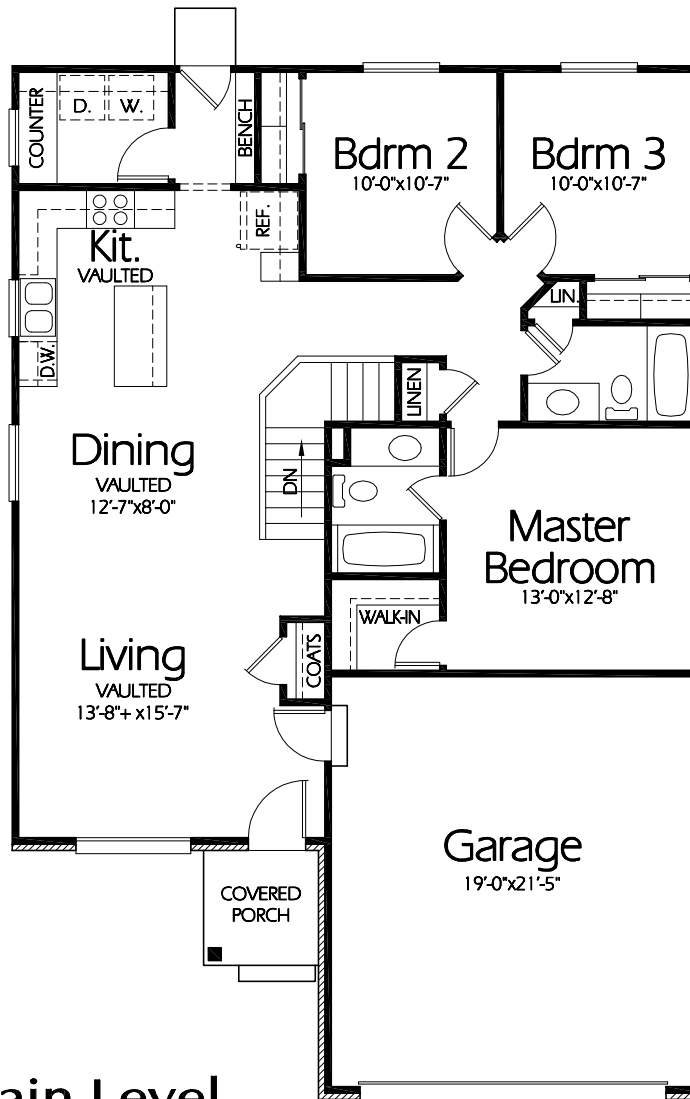 COUNTER
D.
W.
BENCH
Bdrm 2
10'-0"x10'-7"
Bdrm 3
10'-0"x10'-7"
REF.
Kit.
VAULTED
LIN.
D.W.
LINEN
Dining
VAULTED
12'-7"x8'-0"
DN
Master
Bedroom
13'-0"x12'-8"
WALK-IN
Living
VAULTED
13'-8"+ x15'-7"
COATS
Garage
19'-0"x21'-5"
COVERED
PORCH
ain Level